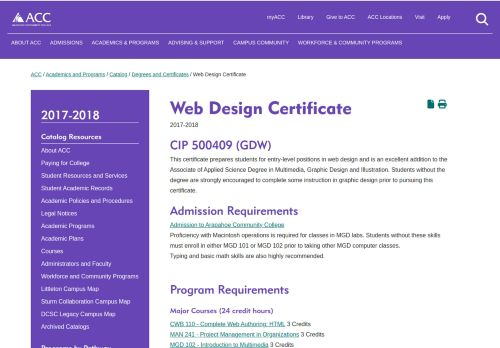 ACC
myACC Library Give to ACC ACC Locations Visit Apply
ABOUT ACC ADMISSIONS ACADEMICS & PROGRAMS ADVISING & SUPPORT CAMPUS COMMUNITY WORKFORCE & COMMUNITY PROGRAMS
ACC / Academics and Programs / Catalog / Degrees and Certificates / Web Design Certificate
2017-2018
Catalog Resources
About ACC
Paying for College
Student Resources and Services
Student Academic Records
Academic Policies and Procedures
Legal Notices
Academic Programs
Academic Plans
Courses
Administrators and Faculty
Workforce and Community Programs
Littleton Campus Map
Sturm Collaboration Campus Map
DCSC Legacy Campus Map
Archived Catalogs
Programs by Pathway
Web Design Certificate
2017-2018
CIP 500409 (GDW)
This certificate prepares students for entry-level positions in web design and is an excellent addition to the
Associate of Applied Science Degree in Multimedia, Graphic Design and Illustration. Students without the
degree are strongly encouraged to complete some instruction in graphic design prior to pursuing this
certificate.
Admission Requirements
Admission to Arapahoe Community College
Proficiency with Macintosh operations is required for classes in MGD labs. Students without these skills
must enroll in either MGD 101 or MGD 102 prior to taking other MGD computer classes.
Typing and basic math skills are also highly recommended.
Program Requirements
Major Courses (24 credit hours)
CWB 110 - Complete Web Authoring: HTML 3 Credits
MAN 241 - Project Management in Organizations 3 Credits
MGD 102 - Introduction to Multimedia 3 Credits